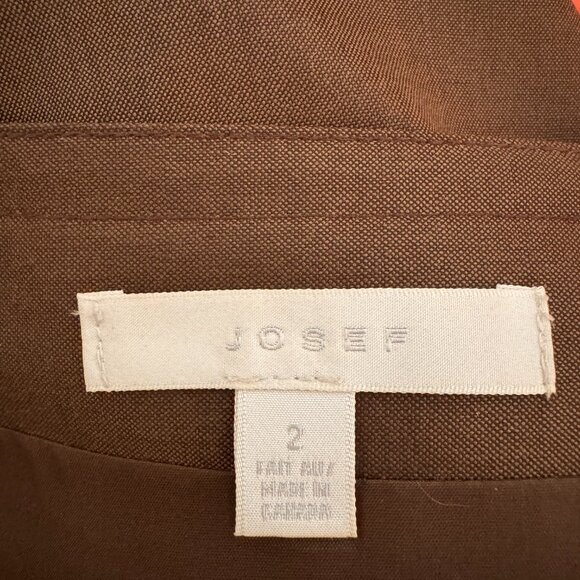 JOSEF
2
FAIT AU/
MADE IN
CANADA